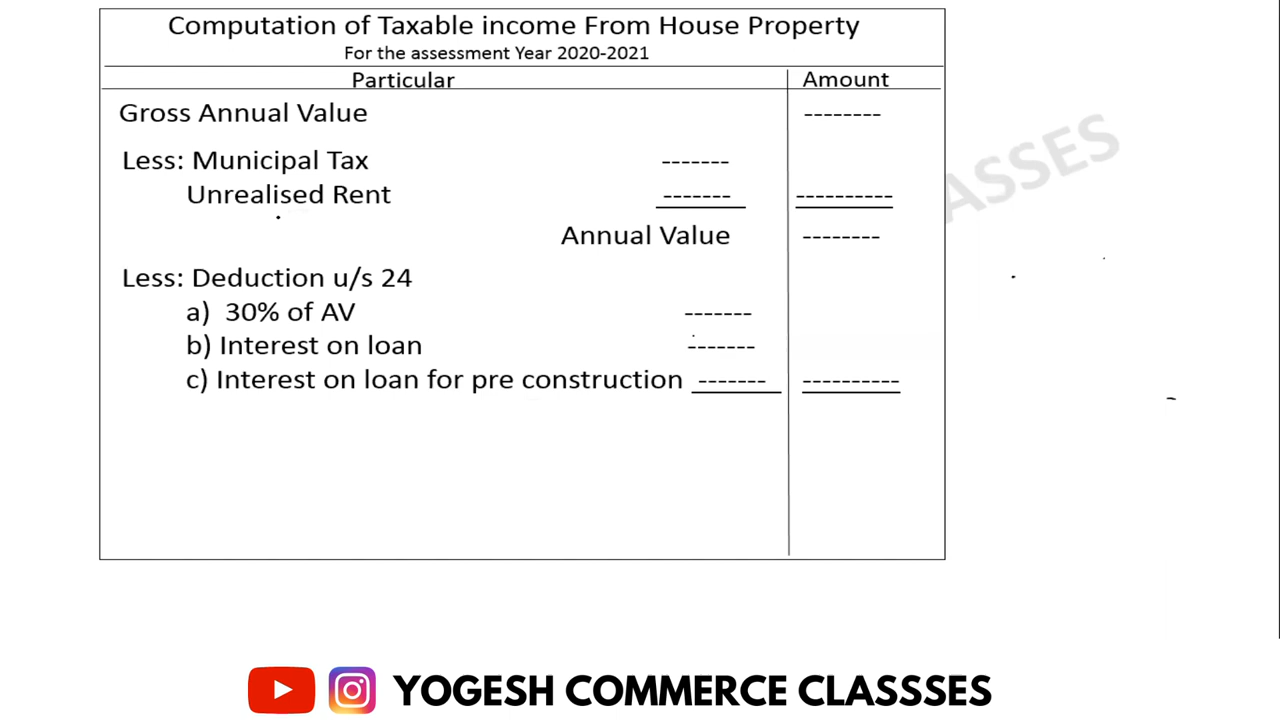 Computation of Taxable income From House Property
For the assessment Year 2020-2021
Particular Amount
Gross Annual Value --------
Less: Municipal Tax -------
Unrealised Rent ------- ----------
Annual Value --------
Less: Deduction u/s 24
a) 30% of AV -------
b) Interest on loan -------
c) Interest on loan for pre construction ------- ----------
ASSES
YOGESH COMMERCE CLASSSES